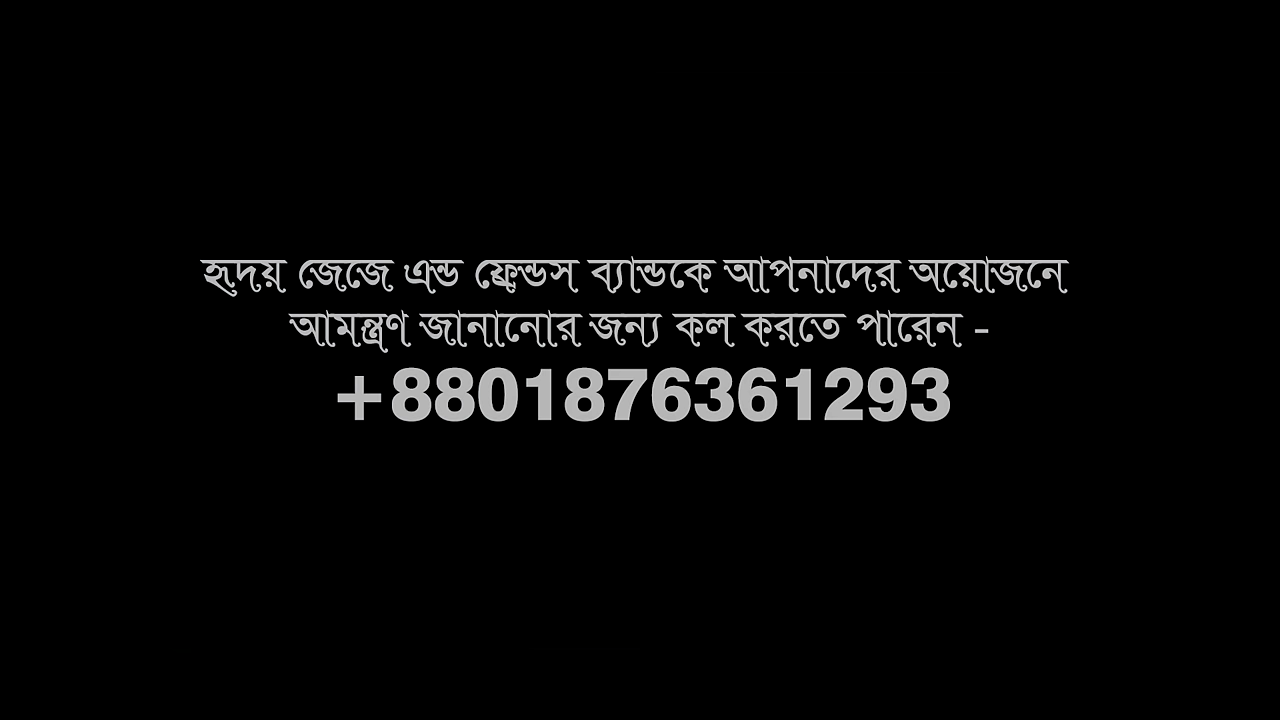 হৃদয় জেজে এন্ড ফ্রেন্ডস ব্যান্ডকে আপনাদের অয়োজনে
আমন্ত্রণ জানানোর জন্য কল করতে পারেন -
+8801876361293